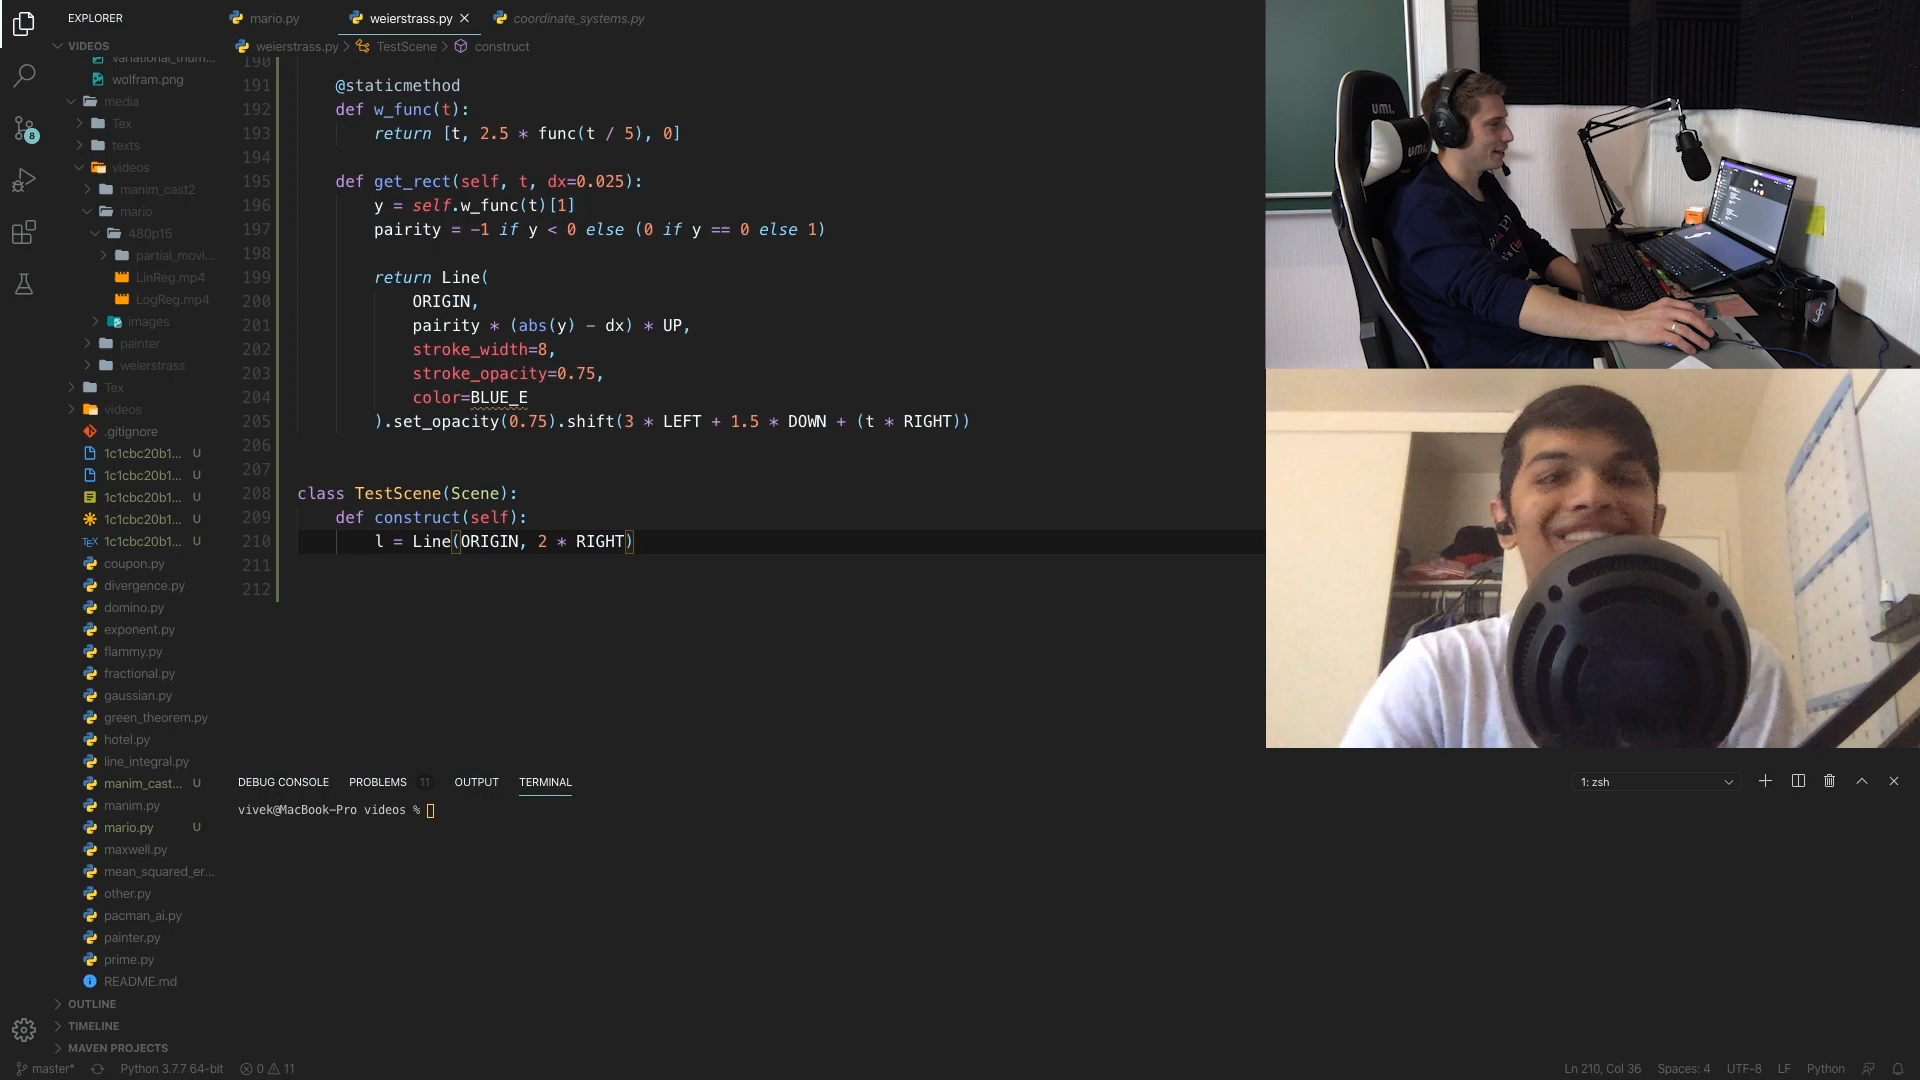 EXPLORER
VIDEOS
variational_thum...
wolfram.png
media
Tex
texts
videos
manim_cast2
mario
480p15
partial_movi...
LinReg.mp4
LogReg.mp4
images
painter
weierstrass
Tex
videos
.gitignore
1c1cbc20b1... U
1c1cbc20b1... U
1c1cbc20b1... U
1c1cbc20b1... U
TEX 1c1cbc20b1... U
coupon.py
divergence.py
domino.py
exponent.py
flammy.py
fractional.py
gaussian.py
green_theorem.py
hotel.py
line_integral.py
manim_cast... U
manim.py
mario.py U
maxwell.py
mean_squared_er...
other.py
pacman_ai.py
painter.py
prime.py
README.md
OUTLINE
TIMELINE
MAVEN PROJECTS
8
mario.py weierstrass.py coordinate_systems.py
weierstrass.py > TestScene > construct
190
191 @staticmethod
192 def w_func(t):
193 return [t, 2.5 * func(t / 5), 0]
194
195 def get_rect(self, t, dx=0.025):
196 y = self.w_func(t)[1]
197 pairity = -1 if y < 0 else (0 if y == 0 else 1)
198
199 return Line(
200 ORIGIN,
201 pairity * (abs(y) - dx) * UP,
202 stroke_width=8,
203 stroke_opacity=0.75,
204 color=BLUE_E
205 ).set_opacity(0.75).shift(3 * LEFT + 1.5 * DOWN + (t * RIGHT))
206
207
208 class TestScene(Scene):
209 def construct(self):
210 l = Line(ORIGIN, 2 * RIGHT)
211
212
DEBUG CONSOLE PROBLEMS 11 OUTPUT TERMINAL
1: zsh
vivek@MacBook-Pro videos %
master* Python 3.7.7 64-bit 0 11
Ln 210, Col 36 Spaces: 4 UTF-8 LF Python
UMI.
UMI.